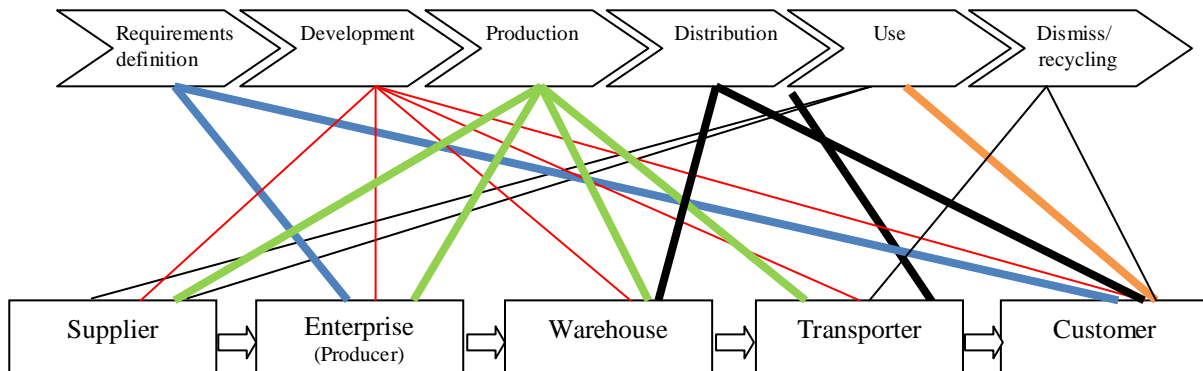 Requirements
definition
Development
Production
Distribution
Use
Dismiss/
recycling
Supplier
Enterprise
(Producer)
Warehouse
Transporter
Customer